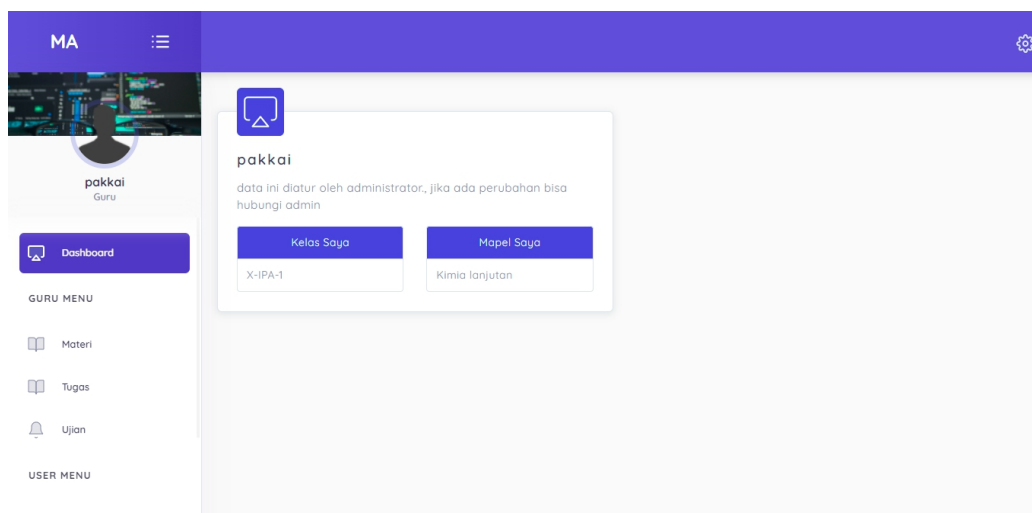 MA
pakkai
Guru
Dashboard
GURU MENU
Materi
Tugas
Ujian
USER MENU
pakkai
data ini diatur oleh administrator., jika ada perubahan bisa
hubungi admin
Kelas Saya
X-IPA-1
Mapel Saya
Kimia lanjutan